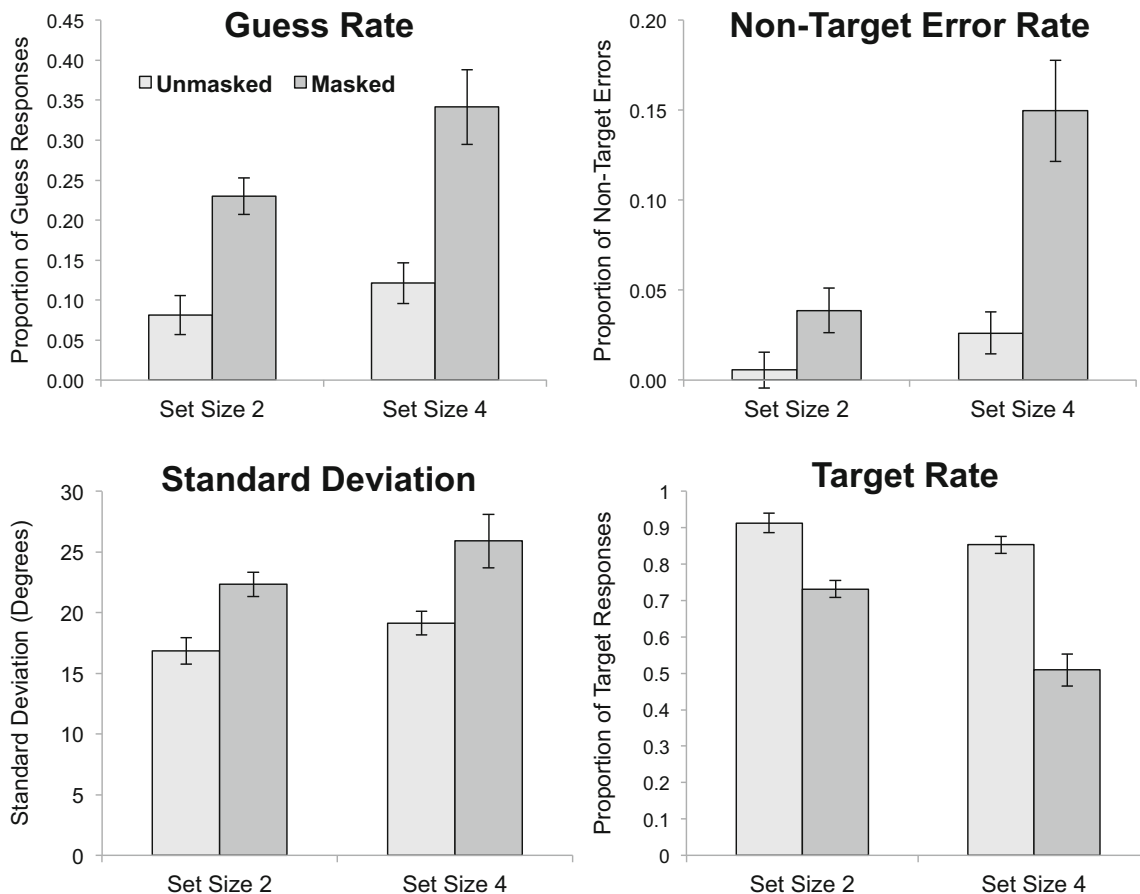 Guess Rate
Unmasked Masked
Proportion of Guess Responses
0.45
0.40
0.35
0.30
0.25
0.20
0.15
0.10
0.05
0.00
Set Size 2 Set Size 4
Non-Target Error Rate
Proportion of Non-Target Errors
0.20
0.15
0.10
0.05
0.00
Set Size 2 Set Size 4
Standard Deviation
Standard Deviation (Degrees)
30
25
20
15
10
5
0
Set Size 2 Set Size 4
Target Rate
Proportion of Target Responses
1
0.9
0.8
0.7
0.6
0.5
0.4
0.3
0.2
0.1
0
Set Size 2 Set Size 4